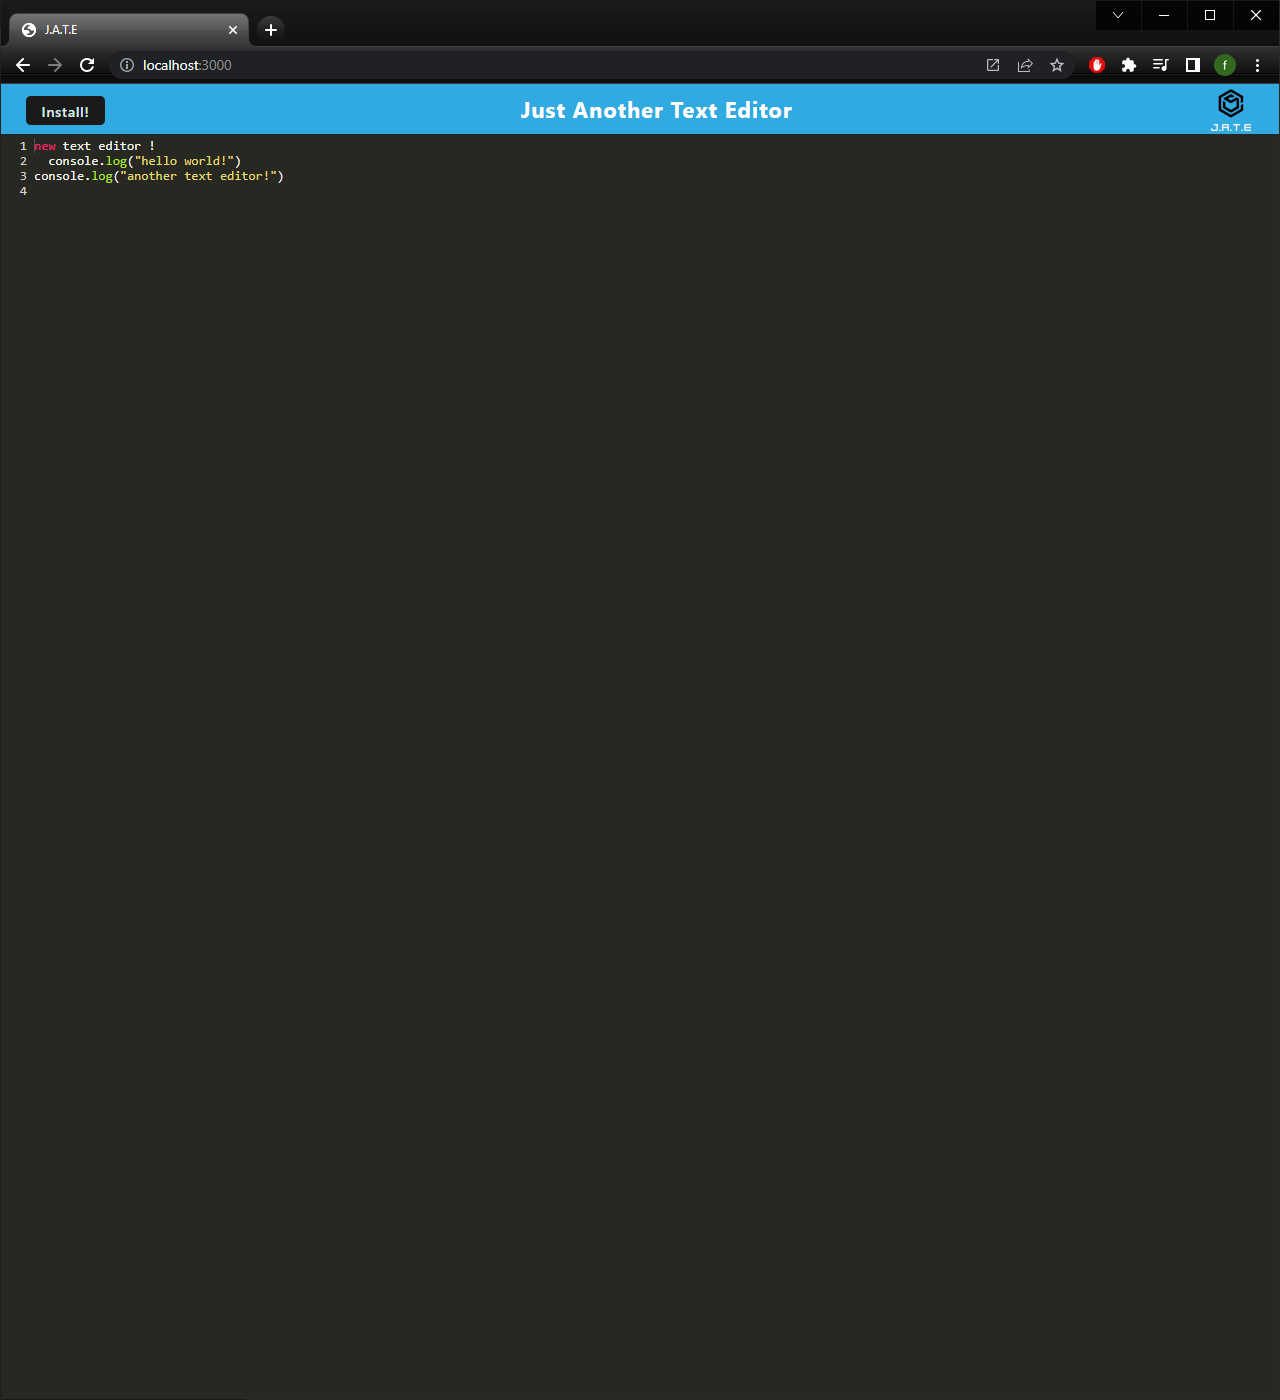 J.A.T.E
localhost:3000
f
Install!
Just Another Text Editor
J.A.T.E
1 new text editor !
2   console.log("hello world!")
3 console.log("another text editor!")
4